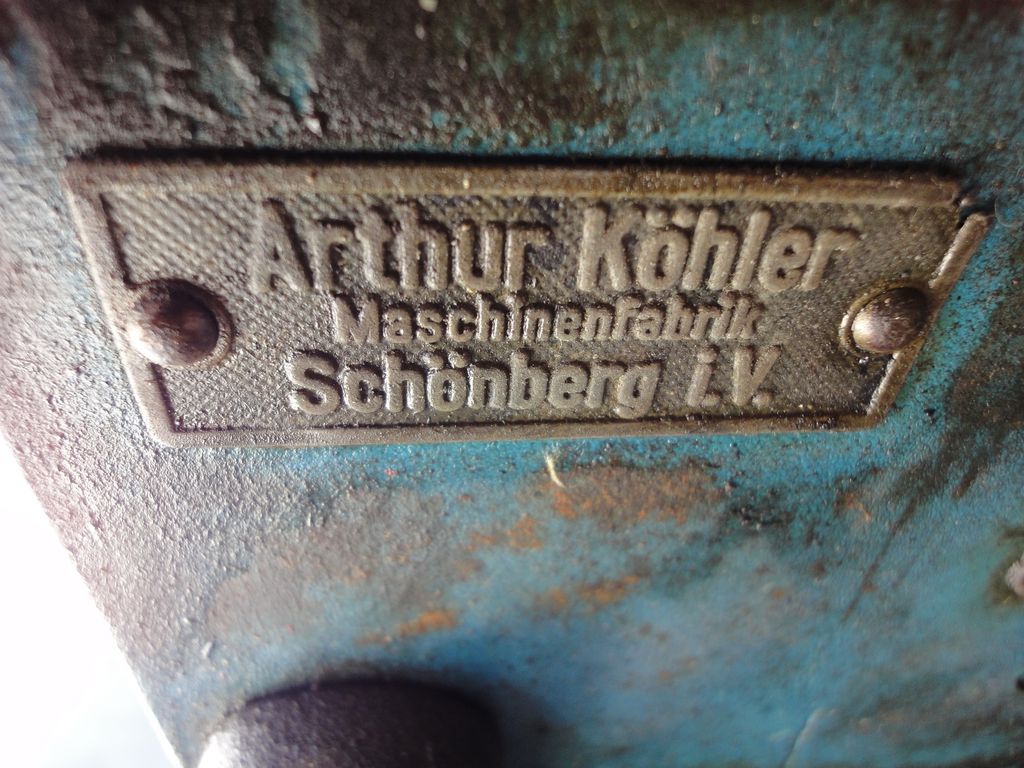 Arthur Köhler
Maschinenfabrik
Schönberg i.V.